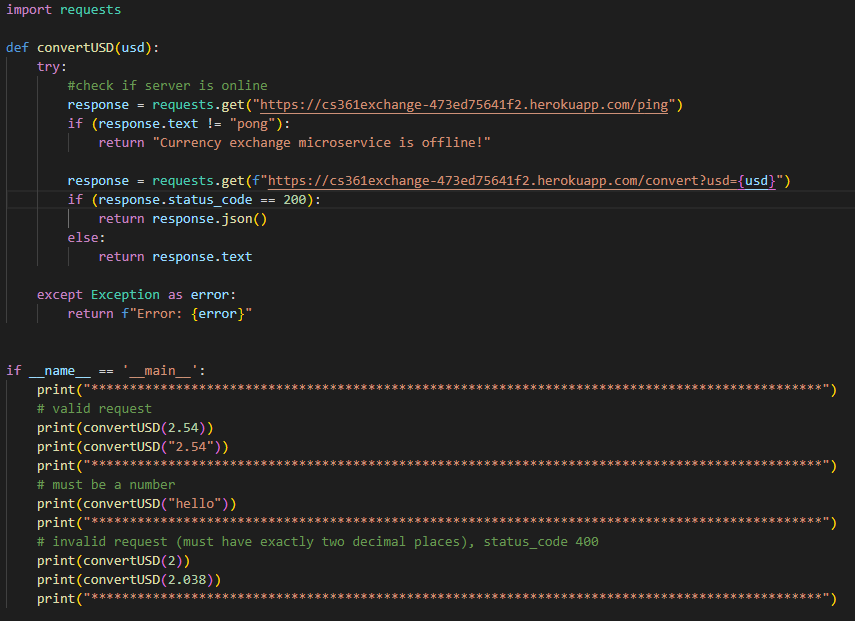 import requests

def convertUSD(usd):
    try:
        #check if server is online
        response = requests.get("https://cs361exchange-473ed75641f2.herokuapp.com/ping")
        if (response.text != "pong"):
            return "Currency exchange microservice is offline!"

        response = requests.get(f"https://cs361exchange-473ed75641f2.herokuapp.com/convert?usd={usd}")
        if (response.status_code == 200):
            return response.json()
        else:
            return response.text

    except Exception as error:
        return f"Error: {error}"


if __name__ == '__main__':
    print("***********************************************************************************************")
    # valid request
    print(convertUSD(2.54))
    print(convertUSD("2.54"))
    print("***********************************************************************************************")
    # must be a number
    print(convertUSD("hello"))
    print("***********************************************************************************************")
    # invalid request (must have exactly two decimal places), status_code 400
    print(convertUSD(2))
    print(convertUSD(2.038))
    print("***********************************************************************************************")